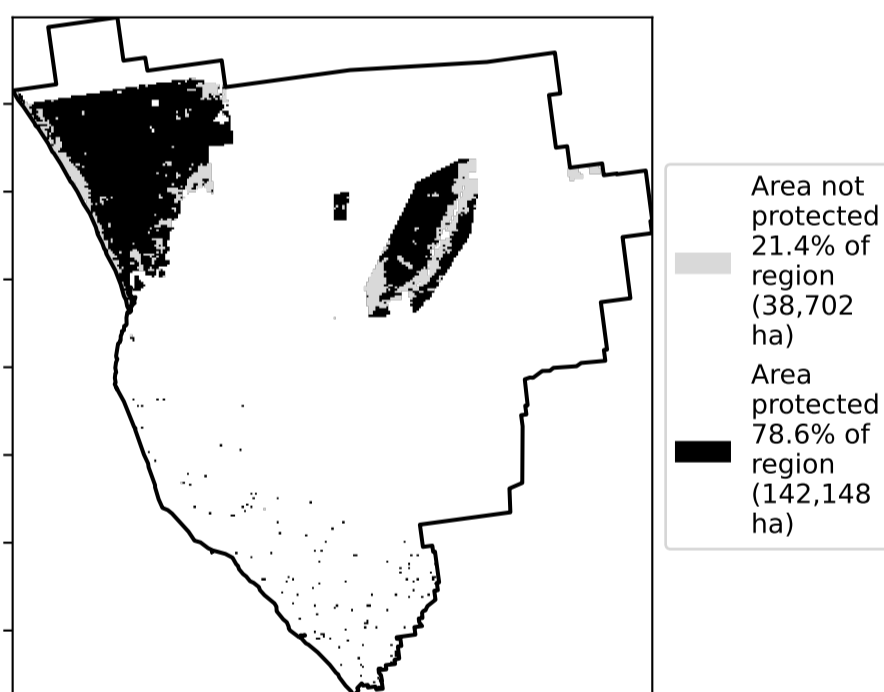 Area not
protected
21.4% of
region
(38,702
ha)
Area
protected
78.6% of
region
(142,148
ha)